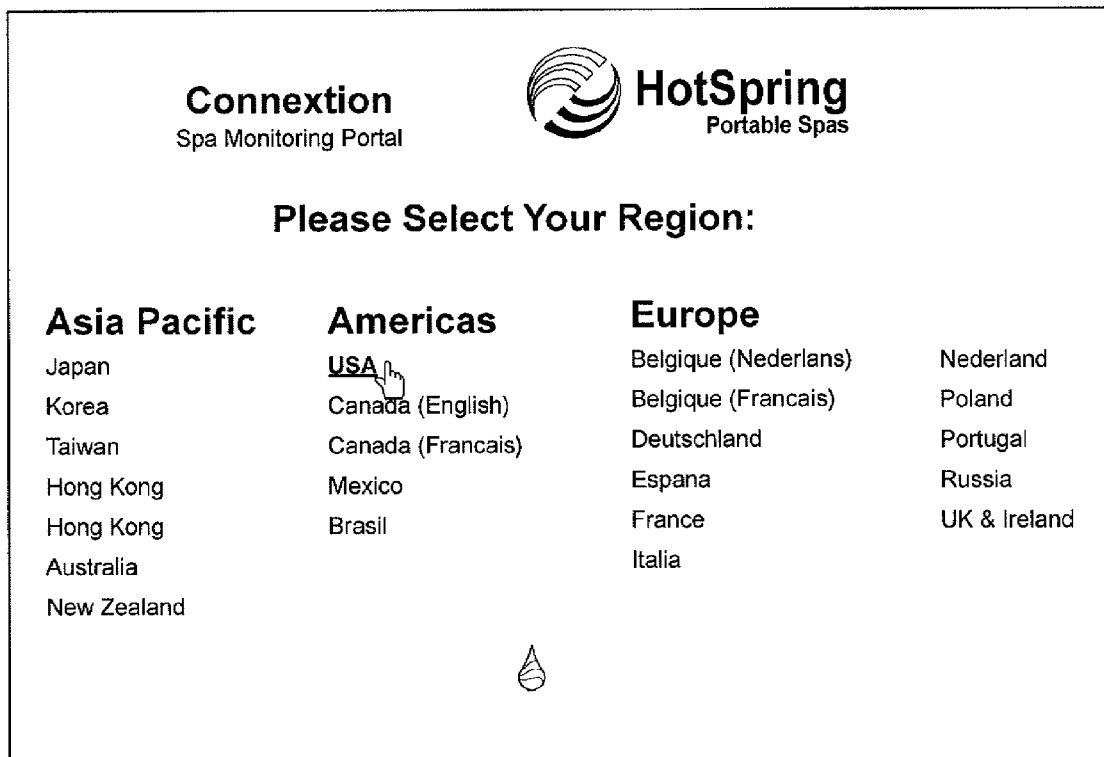 Connextion
Spa Monitoring Portal
HotSpring
Portable Spas
Please Select Your Region:
Asia Pacific
Japan
Korea
Taiwan
Hong Kong
Hong Kong
Australia
New Zealand
Americas
USA
Canada (English)
Canada (Francais)
Mexico
Brasil
Europe
Belgique (Nederlans)
Belgique (Francais)
Deutschland
Espana
France
Italia
Nederland
Poland
Portugal
Russia
UK & Ireland